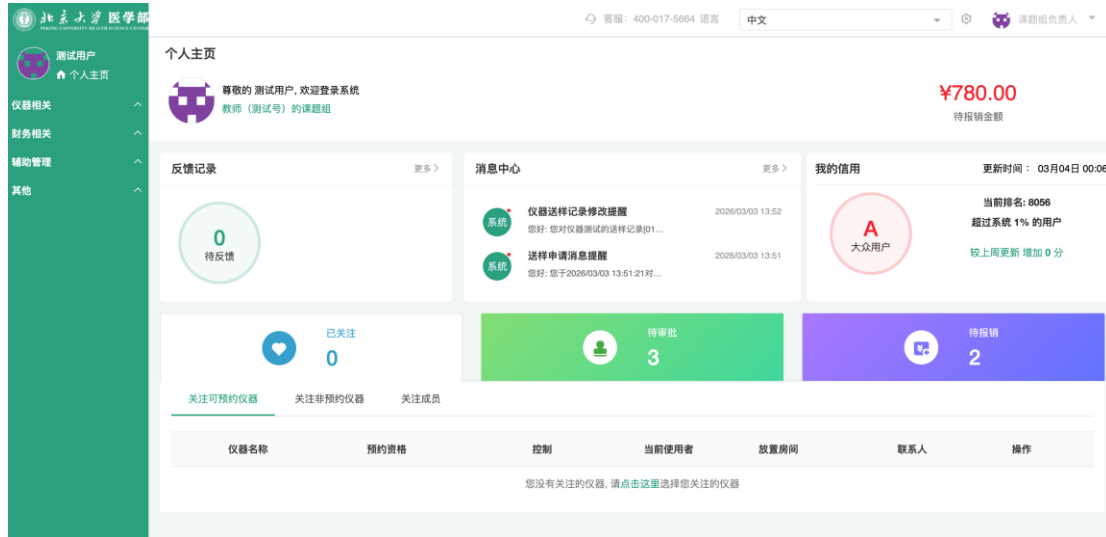 北京大学 医学部
PEKING UNIVERSITY HEALTH SCIENCE CENTER
客服：400-017-5664 语言
中文
课题组负责人
测试用户
个人主页
仪器相关
财务相关
辅助管理
其他
个人主页
尊敬的 测试用户, 欢迎登录系统
教师（测试号）的课题组
¥780.00
待报销金额
反馈记录
更多
0
待反馈
消息中心
更多
系统
仪器送样记录修改提醒
2026/03/03 13:52
您好: 您对仪器测试的送样记录[01...
系统
送样申请消息提醒
2026/03/03 13:51
您好: 您于2026/03/03 13:51:21对...
我的信用
更新时间： 03月04日 00:06
A
大众用户
当前排名: 8056
超过系统 1% 的用户
较上周更新 增加 0 分
已关注
0
待审批
3
待报销
2
关注可预约仪器 关注非预约仪器 关注成员
仪器名称 预约资格 控制 当前使用者 放置房间 联系人 操作
您没有关注的仪器, 请点击这里选择您关注的仪器